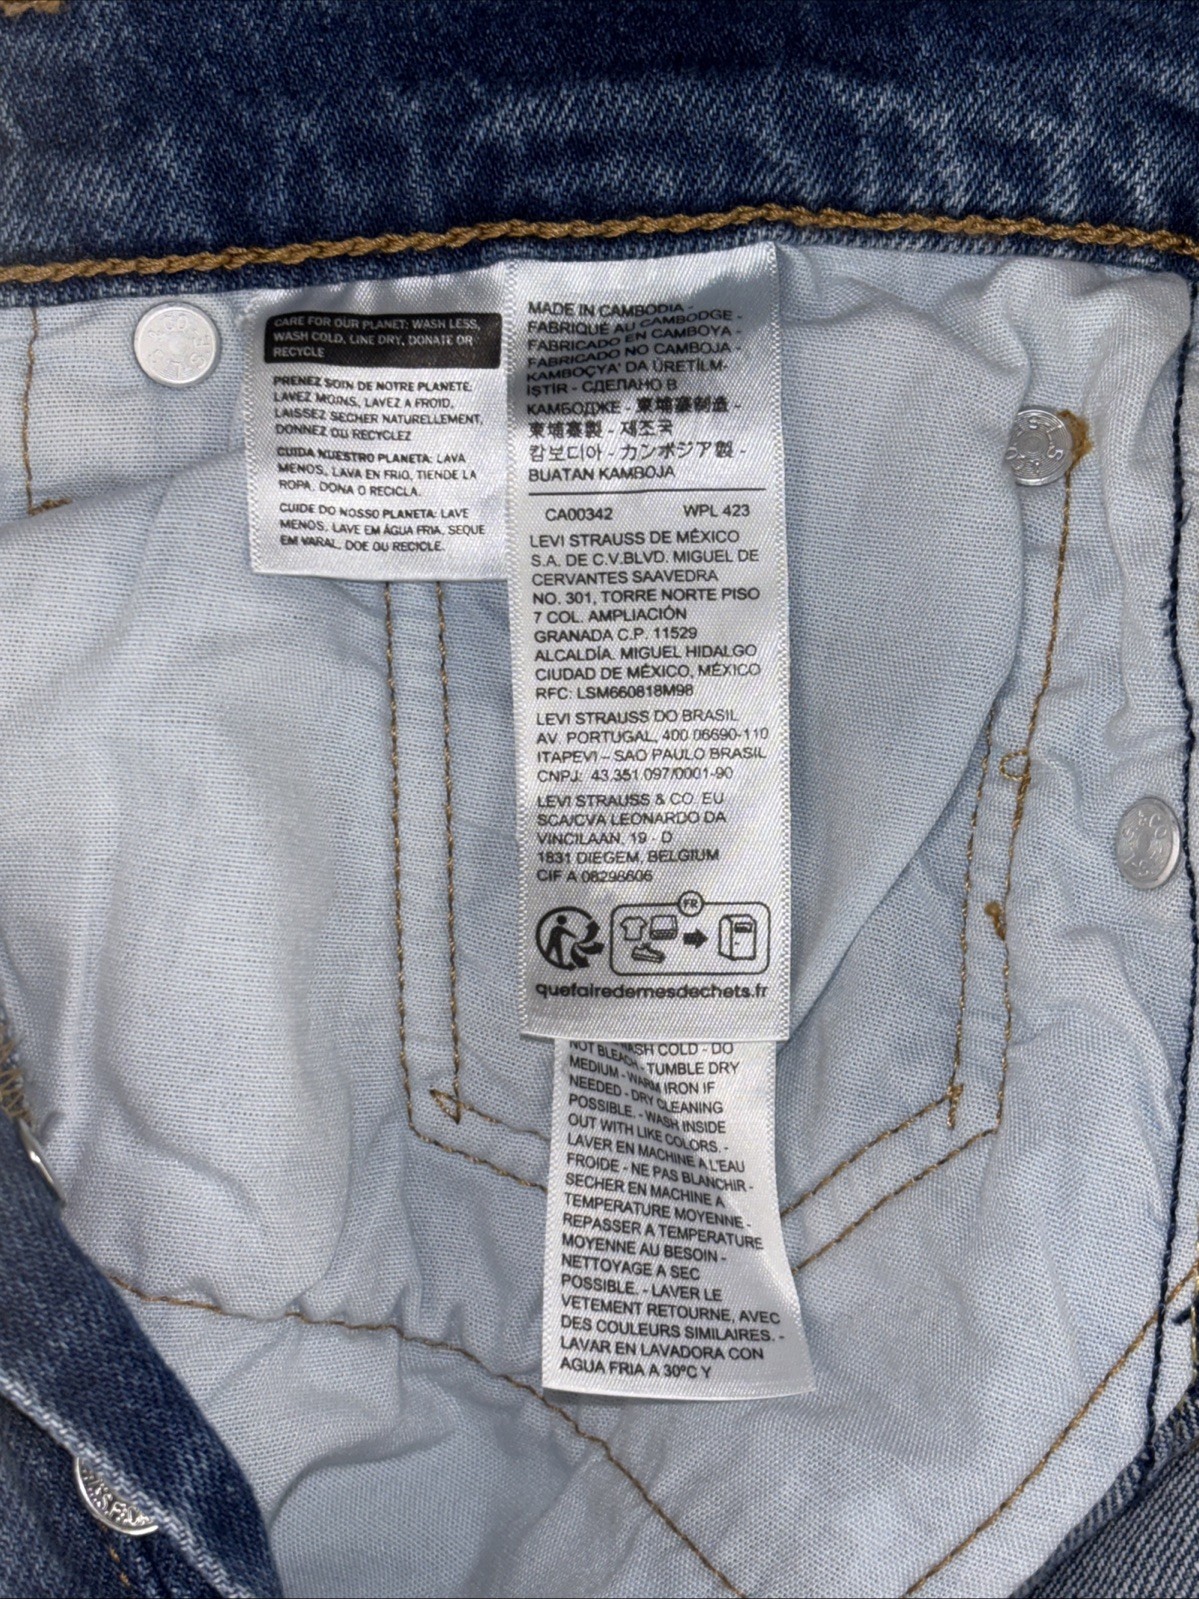 CARE FOR OUR PLANET: WASH LESS,
WASH COLD, LINE DRY, DONATE OR
RECYCLE
PRENEZ SOIN DE NOTRE PLANETE:
LAVEZ MOINS, LAVEZ A FROID,
LAISSEZ SECHER NATURELLEMENT,
DONNEZ OU RECYCLEZ
CUIDA NUESTRO PLANETA: LAVA
MENOS, LAVA EN FRIO, TIENDE LA
ROPA, DONA O RECICLA.
CUIDE DO NOSSO PLANETA: LAVE
MENOS, LAVE EM ÁGUA FRIA, SEQUE
EM VARAL, DOE OU RECICLE.
MADE IN CAMBODIA -
FABRIQUÉ AU CAMBODGE -
FABRICADO EN CAMBOYA -
FABRICADO NO CAMBOJA -
KAMBOÇYA' DA ÜRETİLM-
İŞTİR - СДЕЛАНО В
КАМБОДЖЕ - 柬埔寨制造 -
柬埔寨製 - 제조국
캄보디아 - カンボジア製 -
BUATAN KAMBOJA
CA00342 WPL 423
LEVI STRAUSS DE MÉXICO
S.A. DE C.V.BLVD. MIGUEL DE
CERVANTES SAAVEDRA
NO. 301, TORRE NORTE PISO
7 COL. AMPLIACIÓN
GRANADA C.P. 11529
ALCALDÍA. MIGUEL HIDALGO
CIUDAD DE MÉXICO, MÉXICO
RFC: LSM660818M98
LEVI STRAUSS DO BRASIL
AV. PORTUGAL, 400 06690-110
ITAPEVI – SAO PAULO BRASIL
CNPJ: 43.351.097/0001-90
LEVI STRAUSS & CO. EU
SCA/CVA LEONARDO DA
VINCILAAN, 19 - D
1831 DIEGEM, BELGIUM
CIF A 08298606
FR
quefairedemesdechets.fr
WASH COLD - DO
NOT BLEACH - TUMBLE DRY
MEDIUM - WARM IRON IF
NEEDED - DRY CLEANING
POSSIBLE. - WASH INSIDE
OUT WITH LIKE COLORS. -
LAVER EN MACHINE A L'EAU
FROIDE - NE PAS BLANCHIR -
SECHER EN MACHINE A
TEMPERATURE MOYENNE -
REPASSER A TEMPERATURE
MOYENNE AU BESOIN -
NETTOYAGE A SEC
POSSIBLE. - LAVER LE
VETEMENT RETOURNE, AVEC
DES COULEURS SIMILAIRES. -
LAVAR EN LAVADORA CON
AGUA FRIA A 30ºC Y